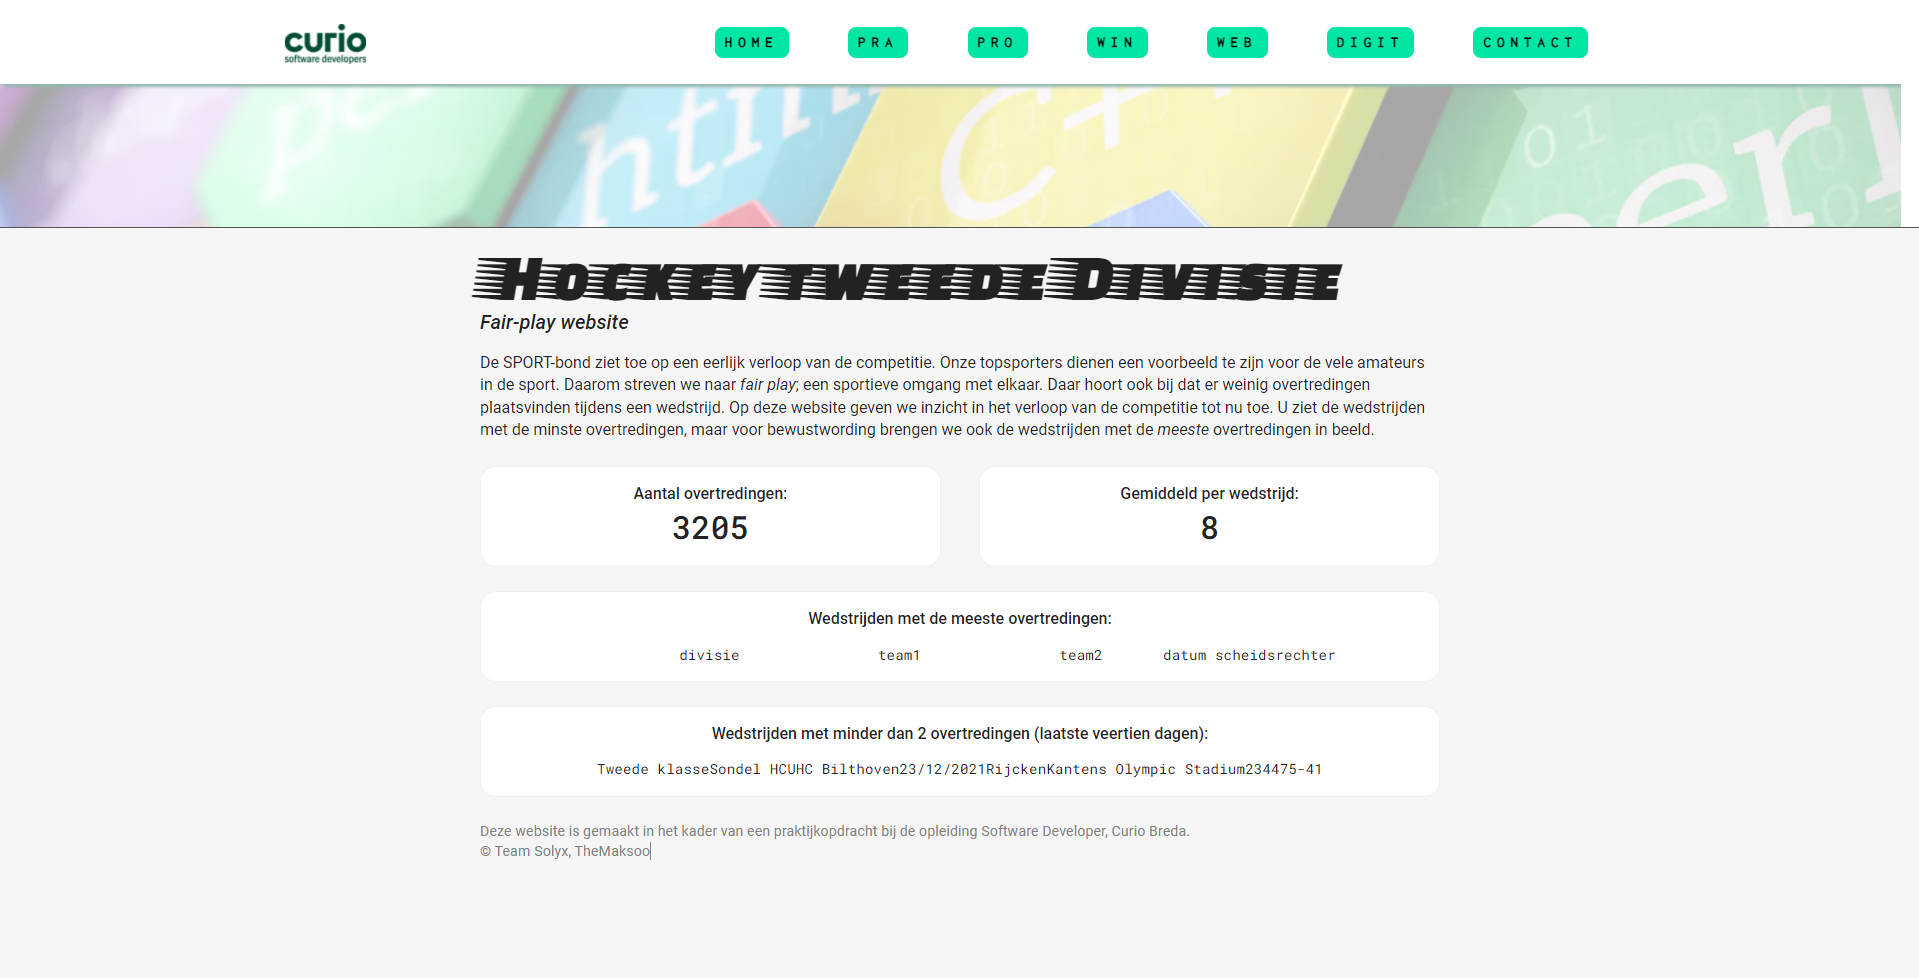 curio
software developers
HOME PRA PRO WIN WEB DIGIT CONTACT
html C++ perl
Hockey tweede Divisie
Fair-play website
De SPORT-bond ziet toe op een eerlijk verloop van de competitie. Onze topsporters dienen een voorbeeld te zijn voor de vele amateurs
in de sport. Daarom streven we naar fair play; een sportieve omgang met elkaar. Daar hoort ook bij dat er weinig overtredingen
plaatsvinden tijdens een wedstrijd. Op deze website geven we inzicht in het verloop van de competitie tot nu toe. U ziet de wedstrijden
met de minste overtredingen, maar voor bewustwording brengen we ook de wedstrijden met de meeste overtredingen in beeld.
Aantal overtredingen:
3205
Gemiddeld per wedstrijd:
8
Wedstrijden met de meeste overtredingen:
divisie team1 team2 datum scheidsrechter
Wedstrijden met minder dan 2 overtredingen (laatste veertien dagen):
Tweede klasseSondel HCUHC Bilthoven23/12/2021RijckenKantens Olympic Stadium234475-41
Deze website is gemaakt in het kader van een praktijkopdracht bij de opleiding Software Developer, Curio Breda.
© Team Solyx, TheMaksoo